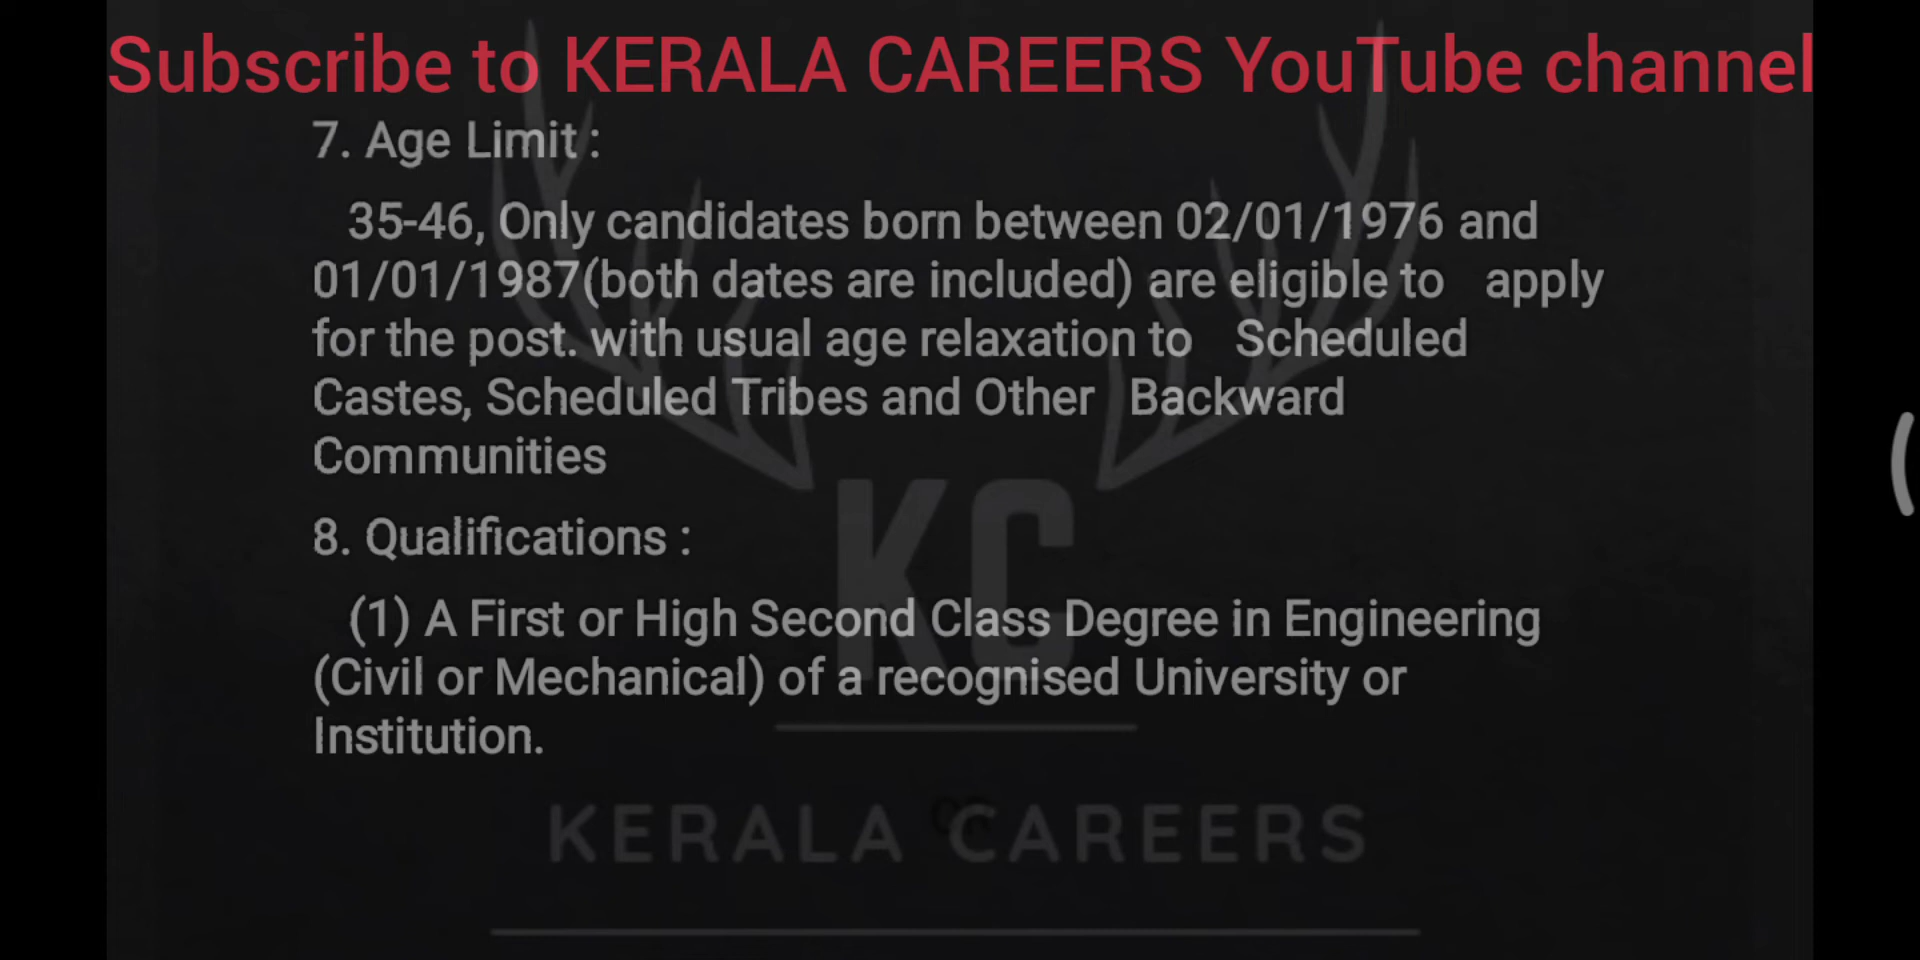 Subscribe to KERALA CAREERS YouTube channel
7. Age Limit :
35-46, Only candidates born between 02/01/1976 and
01/01/1987(both dates are included) are eligible to apply
for the post. with usual age relaxation to Scheduled
Castes, Scheduled Tribes and Other Backward
Communities
8. Qualifications :
(1) A First or High Second Class Degree in Engineering
(Civil or Mechanical) of a recognised University or
Institution.
KC
KERALA CAREERS